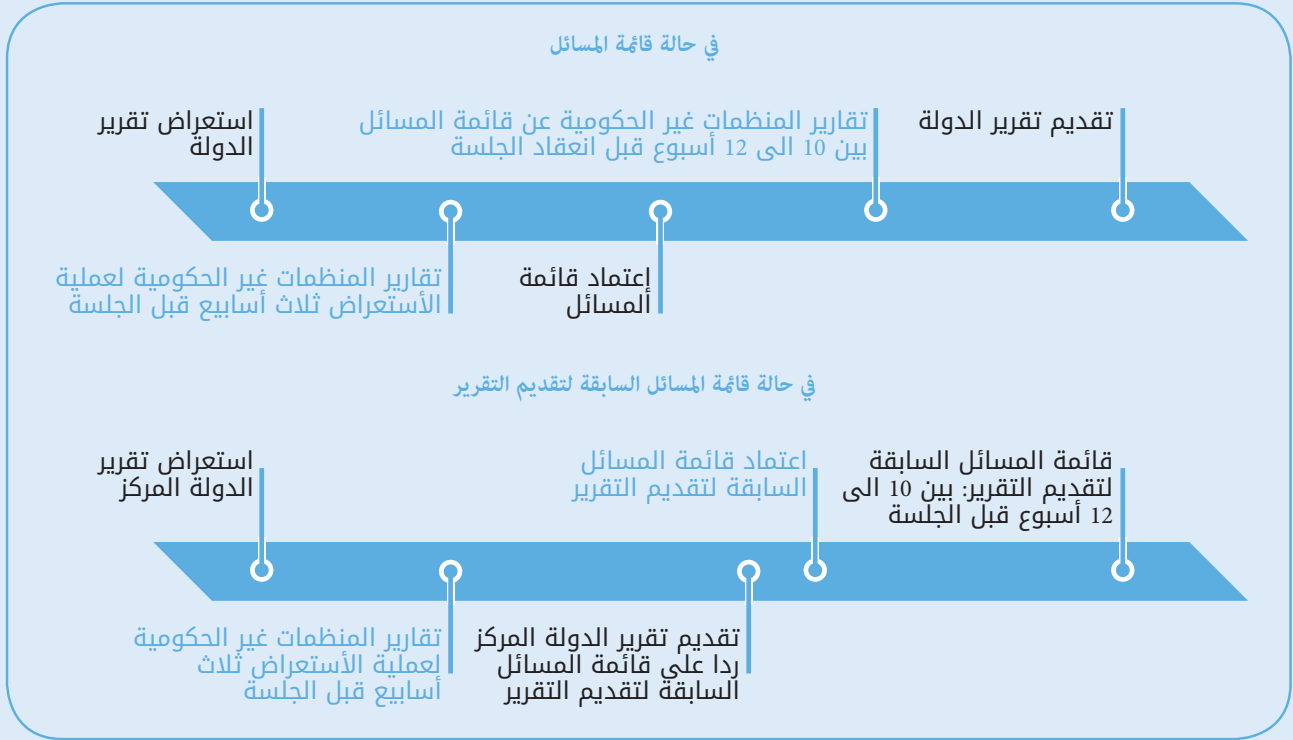 في حالة قائمة المسائل
تقديم تقرير الدولة
تقارير المنظمات غير الحكومية عن قائمة المسائل
بين 10 الى 12 أسبوع قبل انعقاد الجلسة
إعتماد قائمة
المسائل
تقارير المنظمات غير الحكومية لعملية
الأستعراض ثلاث أسابيع قبل الجلسة
استعراض تقرير
الدولة
في حالة قائمة المسائل السابقة لتقديم التقرير
قائمة المسائل السابقة
لتقديم التقرير: بين 10 الى
12 أسبوع قبل الجلسة
اعتماد قائمة المسائل
السابقة لتقديم التقرير
تقديم تقرير الدولة المركز
ردا على قائمة المسائل
السابقة لتقديم التقرير
تقارير المنظمات غير الحكومية
لعملية الأستعراض ثلاث
أسابيع قبل الجلسة
استعراض تقرير
الدولة المركز